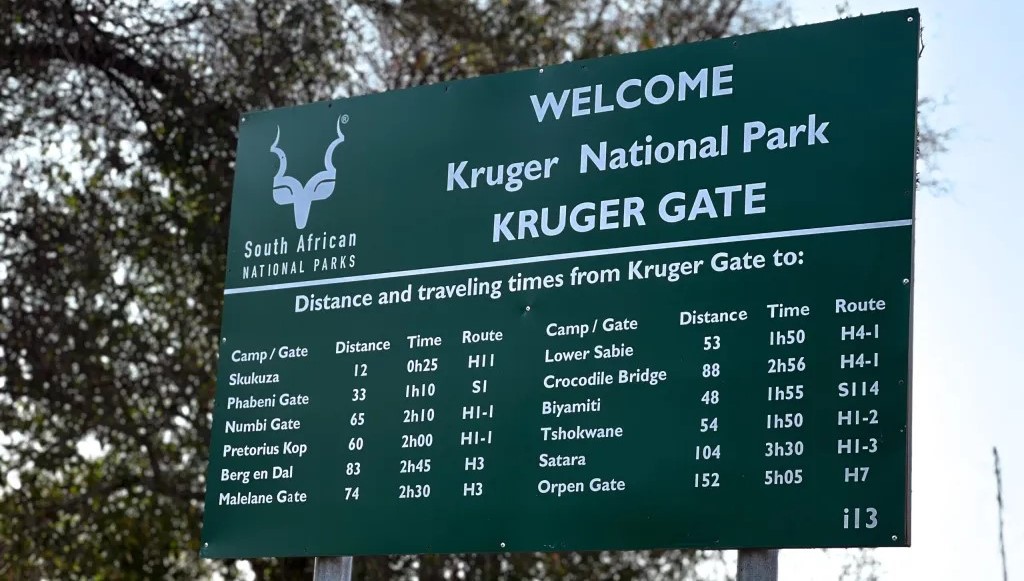 WELCOME
Kruger National Park
KRUGER GATE
®
South African
NATIONAL PARKS
Distance and traveling times from Kruger Gate to:
Camp / Gate Distance Time Route
Skukuza 12 0h25 H11
Phabeni Gate 33 1h10 S1
Numbi Gate 65 2h10 H1-1
Pretorius Kop 60 2h00 H1-1
Berg en Dal 83 2h45 H3
Malelane Gate 74 2h30 H3
Camp / Gate Distance Time Route
Lower Sabie 53 1h50 H4-1
Crocodile Bridge 88 2h56 H4-1
Biyamiti 48 1h55 S114
Tshokwane 54 1h50 H1-2
Satara 104 3h30 H1-3
Orpen Gate 152 5h05 H7
i13